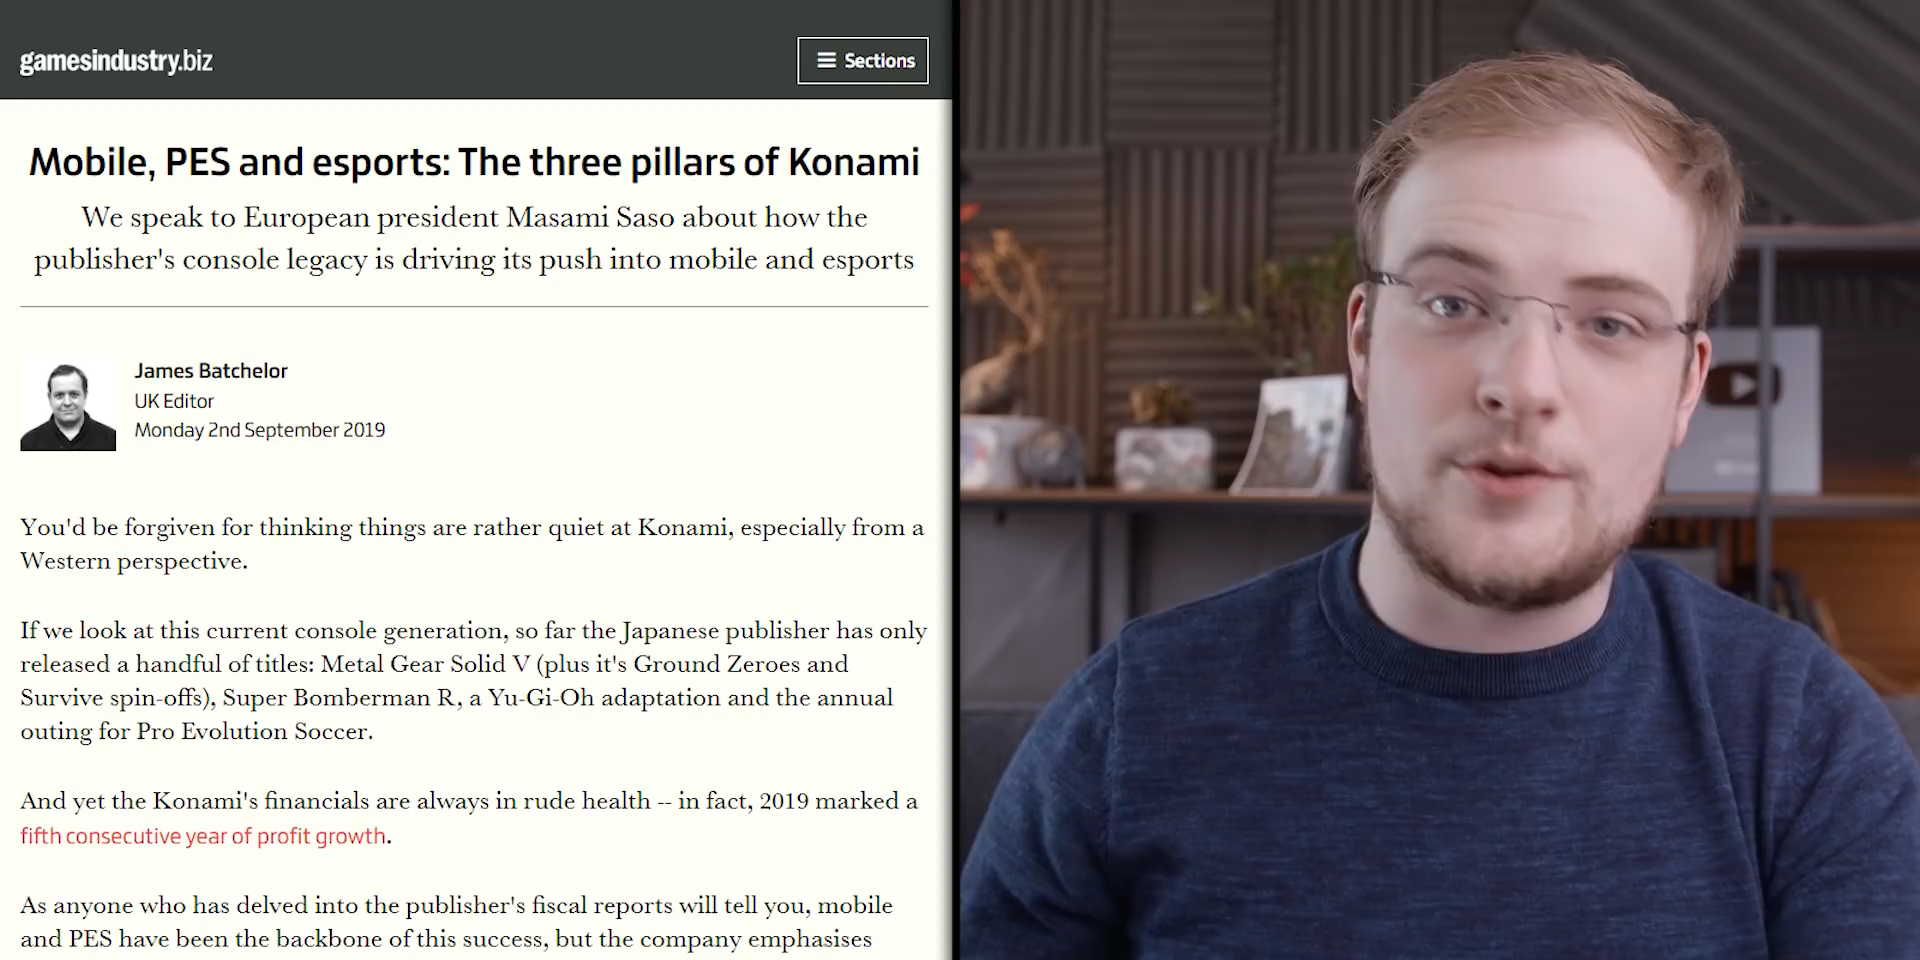 gamesindustry.biz
Sections
Mobile, PES and esports: The three pillars of Konami
We speak to European president Masami Saso about how the
publisher's console legacy is driving its push into mobile and esports
James Batchelor
UK Editor
Monday 2nd September 2019
You'd be forgiven for thinking things are rather quiet at Konami, especially from a
Western perspective.
If we look at this current console generation, so far the Japanese publisher has only
released a handful of titles: Metal Gear Solid V (plus it's Ground Zeroes and
Survive spin-offs), Super Bomberman R, a Yu-Gi-Oh adaptation and the annual
outing for Pro Evolution Soccer.
And yet the Konami's financials are always in rude health -- in fact, 2019 marked a
fifth consecutive year of profit growth.
As anyone who has delved into the publisher's fiscal reports will tell you, mobile
and PES have been the backbone of this success, but the company emphasises